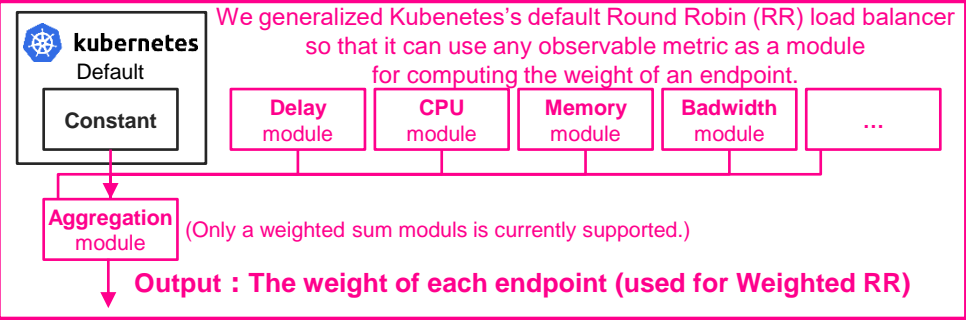 We generalized Kubenetes's default Round Robin (RR) load balancer
so that it can use any observable metric as a module
for computing the weight of an endpoint.
kubernetes
Default
Constant
Delay
module
CPU
module
Memory
module
Badwidth
module
...
Aggregation
module
(Only a weighted sum moduls is currently supported.)
Output：The weight of each endpoint (used for Weighted RR)